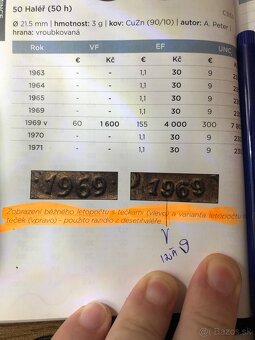 50 Haléř (50 h)
Ø 21.5 mm | hmotnost: 3 g | kov: CuZn (90/10) | autor: A. Peter
hrana: vroubkovaná
Rok VF EF UNC
€ Kč € Kč €
1963 1,1 30 9
1964 1,1 30 9
1965 1,1 30 9
1969 1,1 30 9
1969 v 60 1 600 155 4 000 300
1970 1,1 30 9
1971 1,1 30 9
1969 1969
Zobrazení běžného letopočtu s tečkami (vlevo) a varianta letopočtu
teček (vpravo) - použito razidlo z desetihaléře.
9
bazos.sk